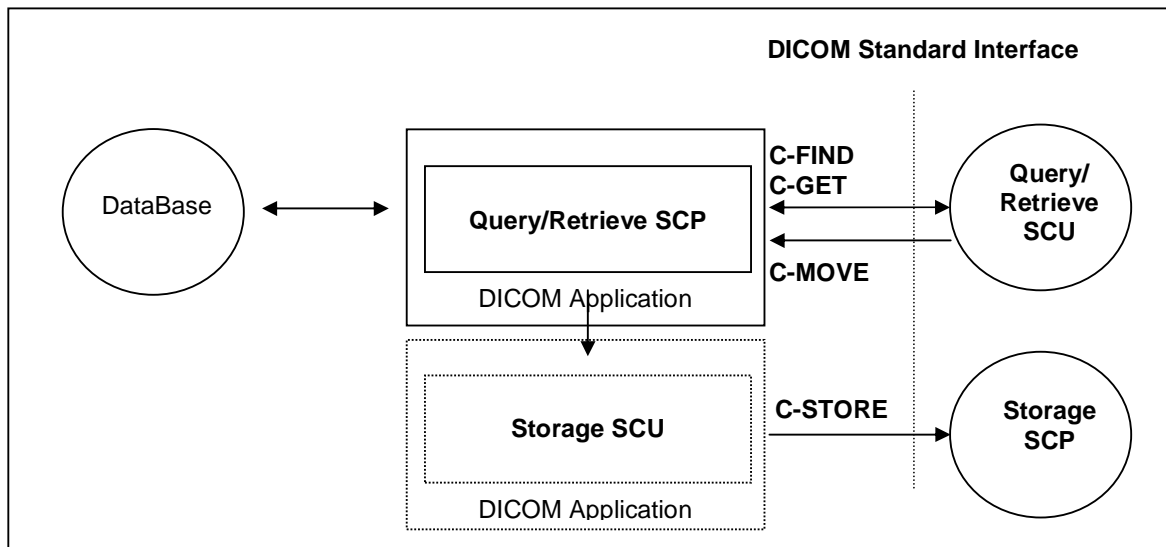 DICOM Standard Interface
DataBase
Query/Retrieve SCP
DICOM Application
C-FIND
C-GET
C-MOVE
Query/
Retrieve
SCU
Storage SCU
DICOM Application
C-STORE
Storage
SCP